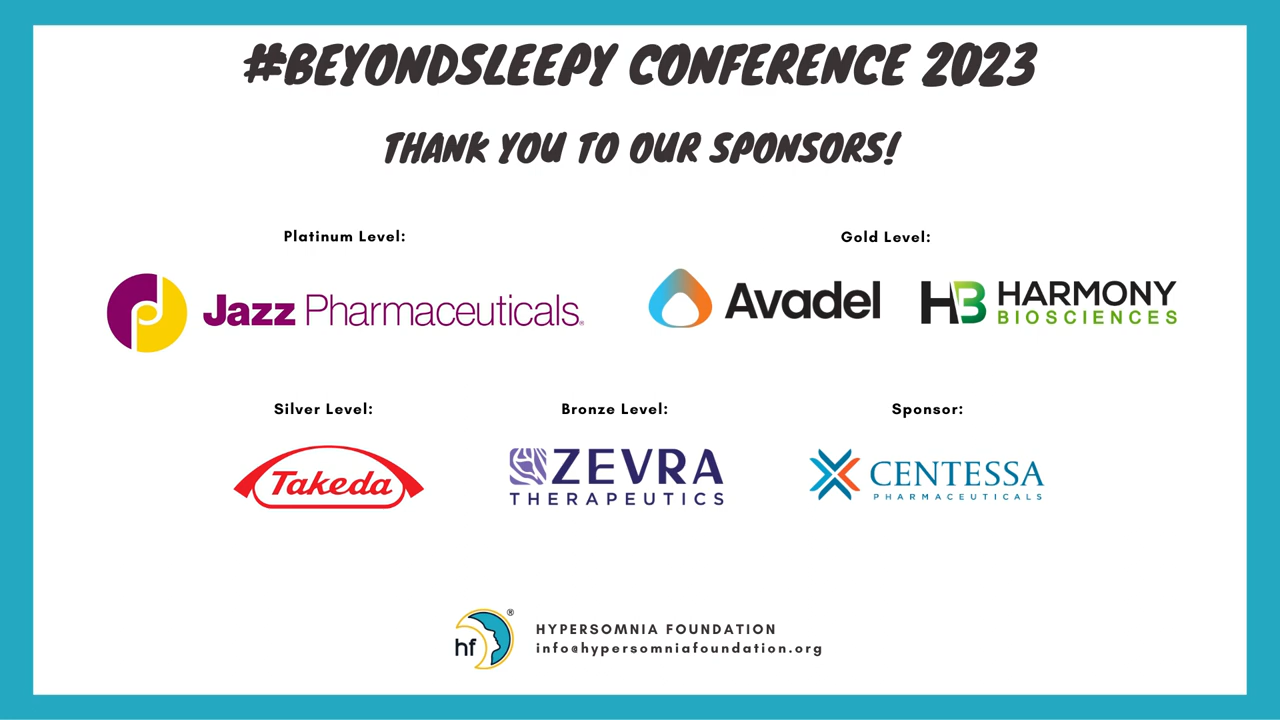 #BEYONDSLEEPY CONFERENCE 2023
THANK YOU TO OUR SPONSORS!
Platinum Level:
Jazz Pharmaceuticals®
Gold Level:
Avadel
HB HARMONY
BIOSCIENCES
Silver Level:
Takeda
Bronze Level:
ZEVRA
THERAPEUTICS
Sponsor:
CENTESSA
PHARMACEUTICALS
hf®
HYPERSOMNIA FOUNDATION
info@hypersomniafoundation.org